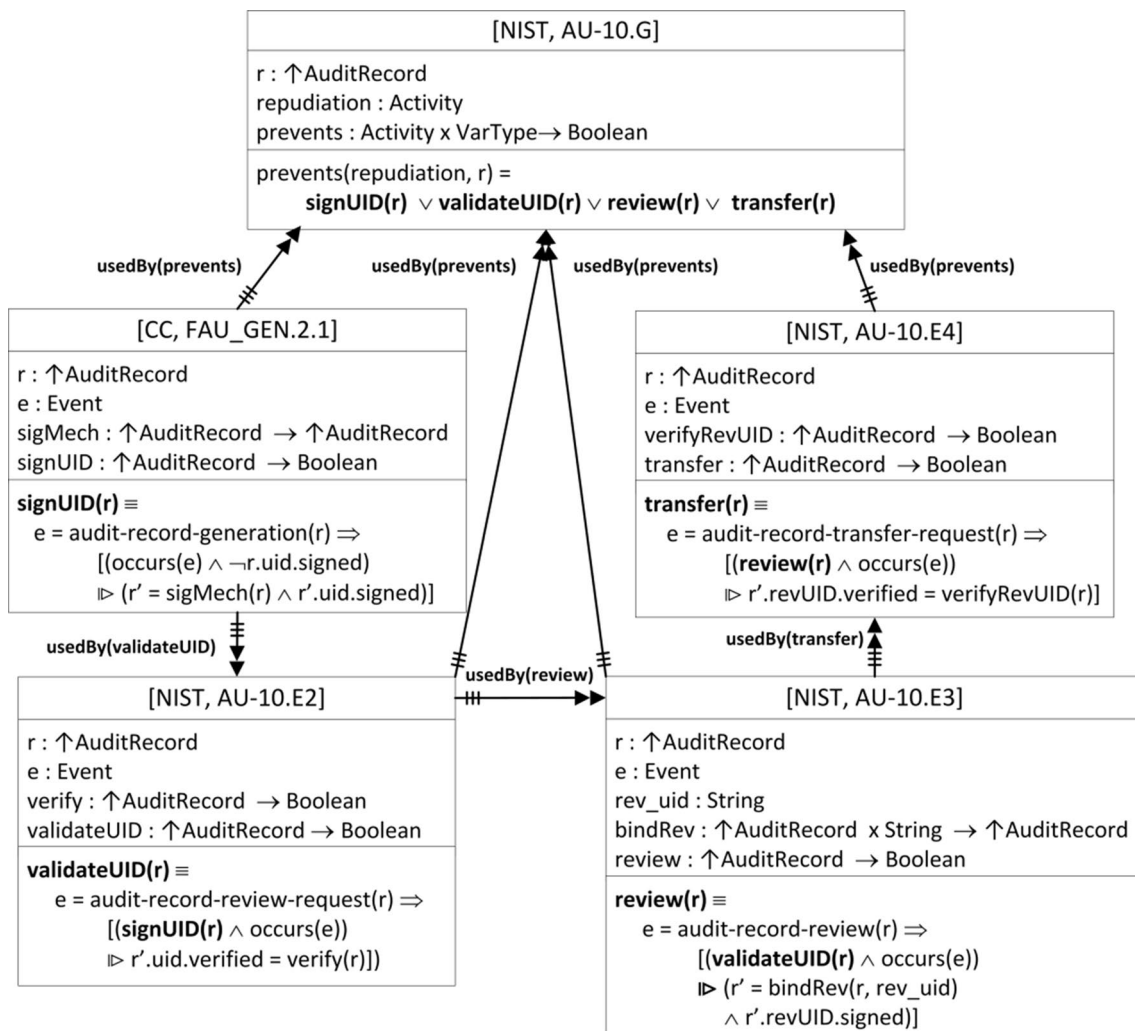 [NIST, AU-10.G]
r : ↑AuditRecord
repudiation : Activity
prevents : Activity x VarType→ Boolean
prevents(repudiation, r) =
signUID(r) ∨ validateUID(r) ∨ review(r) ∨ transfer(r)
usedBy(prevents)
usedBy(prevents)
usedBy(prevents)
usedBy(prevents)
[CC, FAU_GEN.2.1]
r : ↑AuditRecord
e : Event
sigMech : ↑AuditRecord → ↑AuditRecord
signUID : ↑AuditRecord → Boolean
signUID(r) ≡
e = audit-record-generation(r) ⇒
[(occurs(e) ∧ ¬r.uid.signed)
⧐ (r' = sigMech(r) ∧ r'.uid.signed)]
[NIST, AU-10.E4]
r : ↑AuditRecord
e : Event
verifyRevUID : ↑AuditRecord → Boolean
transfer : ↑AuditRecord → Boolean
transfer(r) ≡
e = audit-record-transfer-request(r) ⇒
[(review(r) ∧ occurs(e))
⧐ r'.revUID.verified = verifyRevUID(r)]
usedBy(validateUID)
usedBy(review)
usedBy(transfer)
[NIST, AU-10.E2]
r : ↑AuditRecord
e : Event
verify : ↑AuditRecord → Boolean
validateUID : ↑AuditRecord → Boolean
validateUID(r) ≡
e = audit-record-review-request(r) ⇒
[(signUID(r) ∧ occurs(e))
⧐ r'.uid.verified = verify(r)])
[NIST, AU-10.E3]
r : ↑AuditRecord
e : Event
rev_uid : String
bindRev : ↑AuditRecord x String → ↑AuditRecord
review : ↑AuditRecord → Boolean
review(r) ≡
e = audit-record-review(r) ⇒
[(validateUID(r) ∧ occurs(e))
⧐ (r' = bindRev(r, rev_uid)
∧ r'.revUID.signed)]